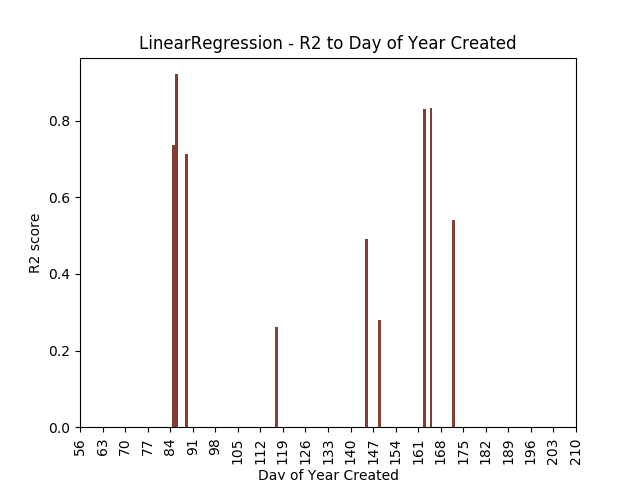 LinearRegression - R2 to Day of Year Created
R2 score
0.8
0.6
0.4
0.2
0.0
56 63 70 77 84 91 98 105 112 119 126 133 140 147 154 161 168 175 182 189 196 203 210
Day of Year Created